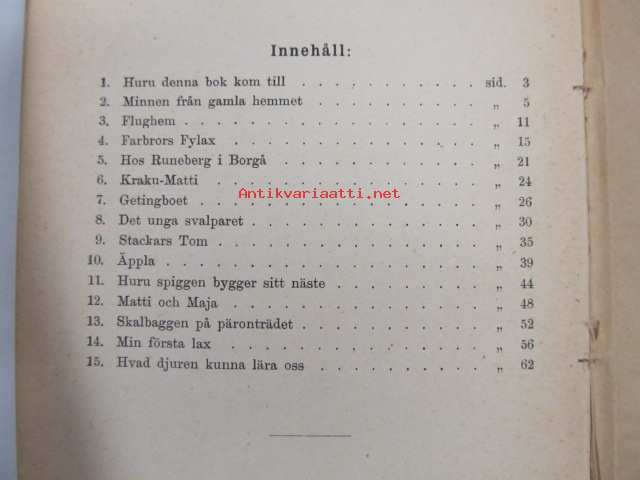 Innehåll:
1. Huru denna bok kom till . . . . . . . . . . . sid. 3
2. Minnen från gamla hemmet . . . . . . . . . . „ 5
3. Flughem . . . . . . . . . . . . . . . . . „ 11
4. Farbrors Fylax . . . . . . . . . . . . . . . „ 15
5. Hos Runeberg i Borgå . . . . . . . . . . . . „ 21
6. Kraku-Matti . . . . . . . . . . . . . . . . „ 24
Antikvariaatti.net
7. Getingboet . . . . . . . . . . . . . . . . „ 26
8. Det unga svalparet . . . . . . . . . . . . . „ 30
9. Stackars Tom . . . . . . . . . . . . . . . „ 35
10. Äppla . . . . . . . . . . . . . . . . . . „ 39
11. Huru spiggen bygger sitt näste . . . . . . . . . „ 44
12. Matti och Maja . . . . . . . . . . . . . . . „ 48
13. Skalbaggen på päronträdet . . . . . . . . . . . „ 52
14. Min första lax . . . . . . . . . . . . . . . „ 56
15. Hvad djuren kunna lära oss . . . . . . . . . . „ 62